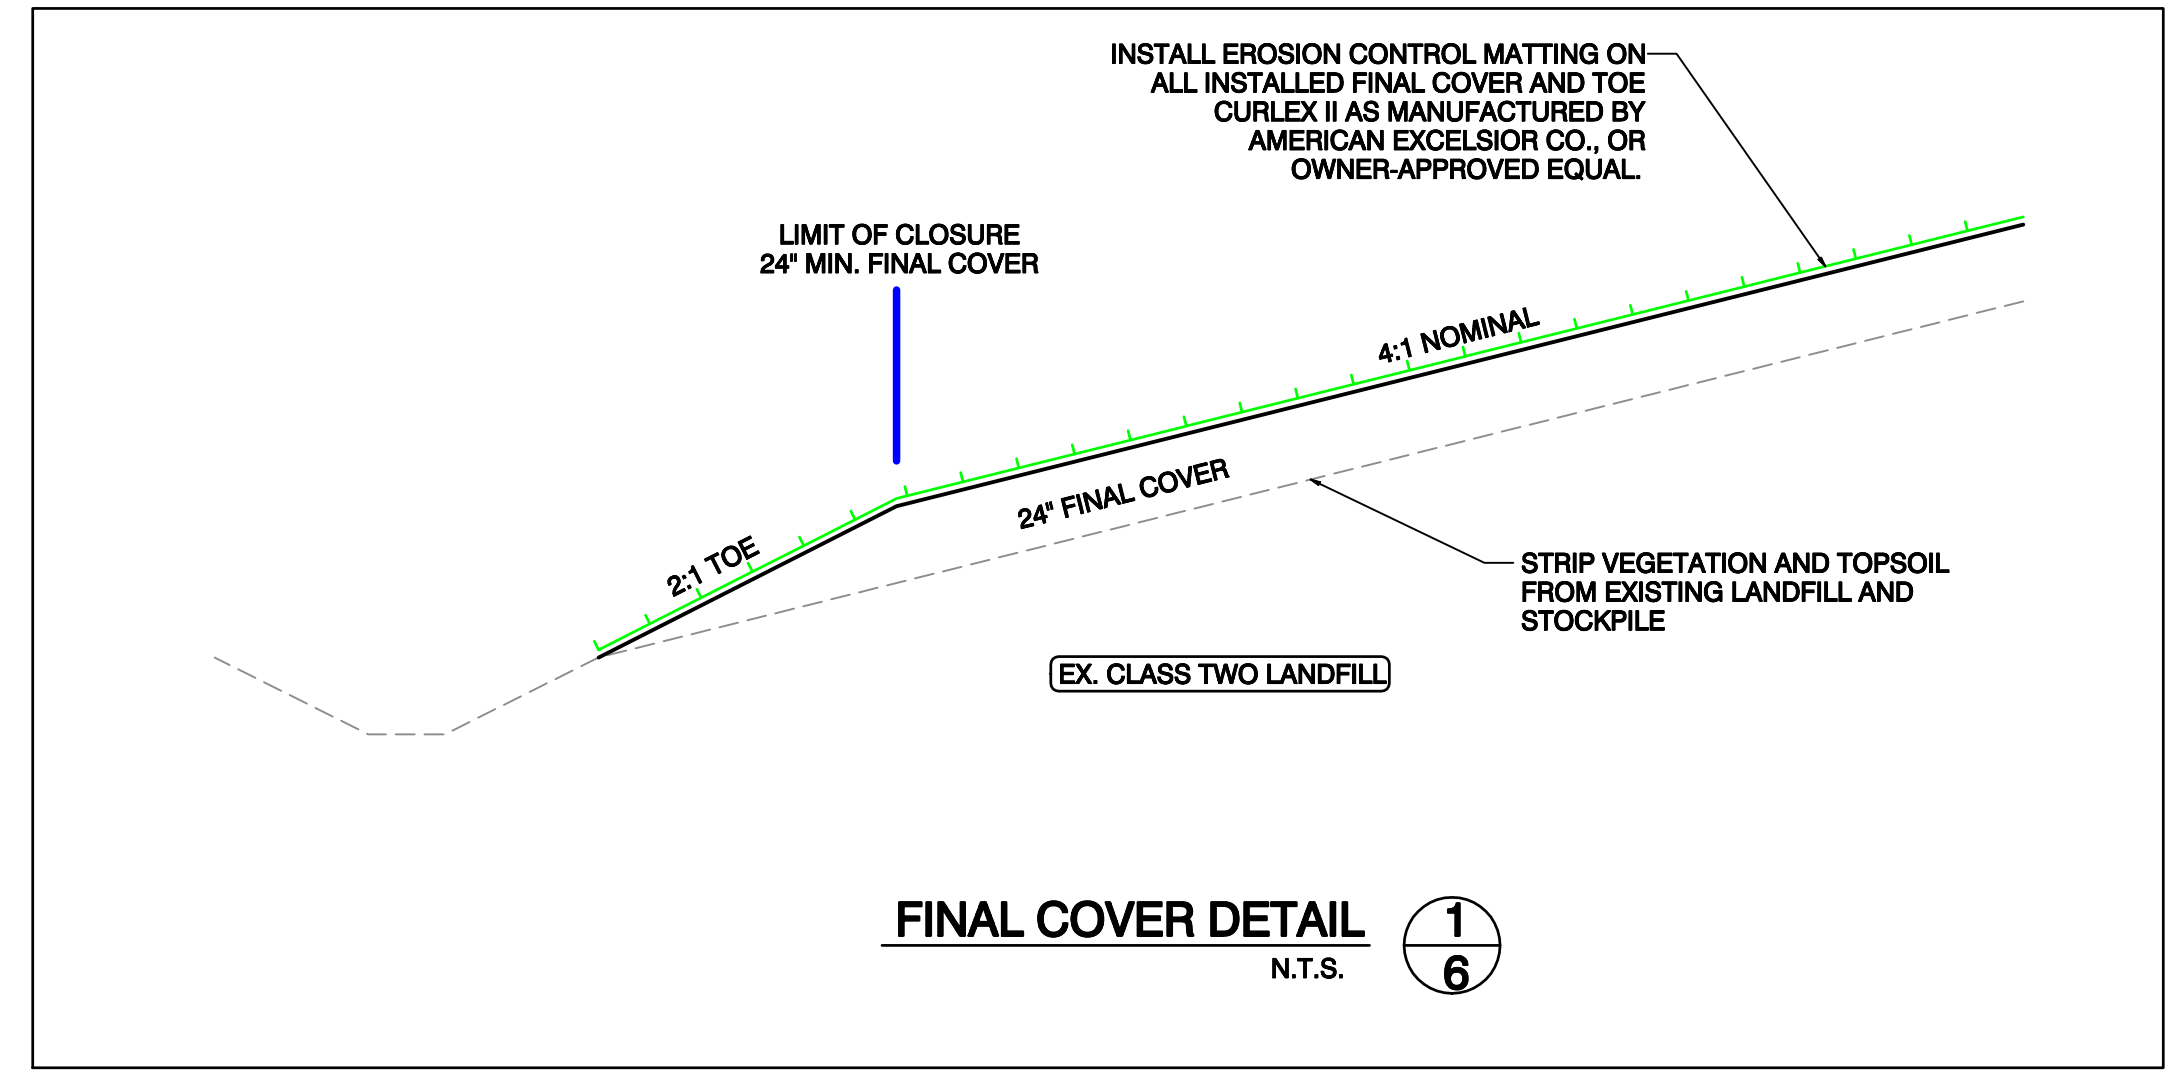 INSTALL EROSION CONTROL MATTING ON
ALL INSTALLED FINAL COVER AND TOE
CURLEX II AS MANUFACTURED BY
AMERICAN EXCELSIOR CO., OR
OWNER-APPROVED EQUAL.
LIMIT OF CLOSURE
24" MIN. FINAL COVER
4:1 NOMINAL
24" FINAL COVER
2:1 TOE
STRIP VEGETATION AND TOPSOIL
FROM EXISTING LANDFILL AND
STOCKPILE
EX. CLASS TWO LANDFILL
FINAL COVER DETAIL
N.T.S.
1
6